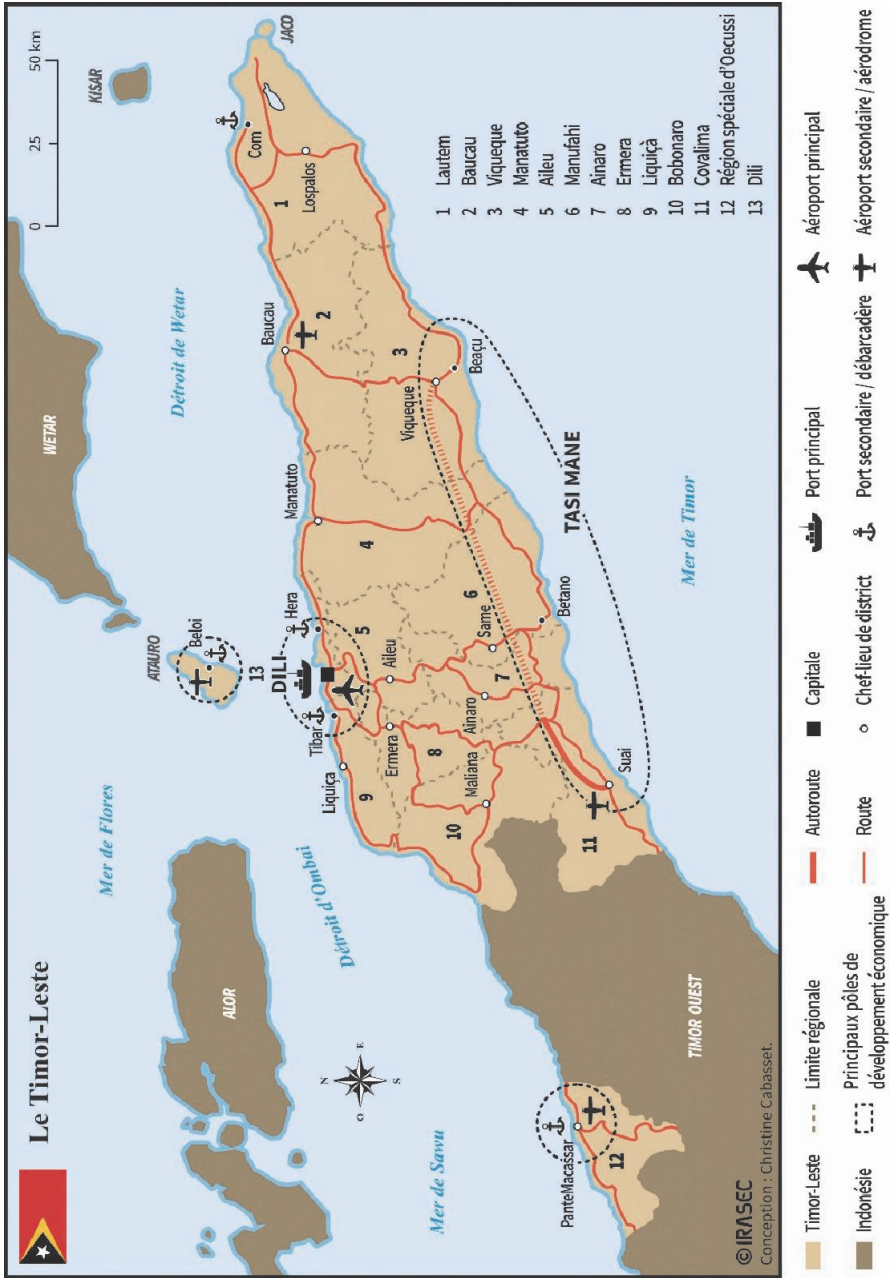 Le Timor-Leste
0 25 50 km
KISAR
WETAR
Détroit de Wetar
JACO
Com
Lospalos
1
Baucau
2
Manatuto
ATAURO
Beloi
13
DILI
Hera
Tibar
Liquiça
Mer de Flores
ALOR
Détroit d'Ombai
N
O
E
S
Mer de Sawu
3
Viqueque
Beaçu
4
5
Aileu
Ermera
9
8
6
Same
Ainaro
7
Maliana
10
Betano
TASI MANE
Suai
11
Mer de Timor
TIMOR OUEST
PanteMacassar
12
1 Lautem
2 Baucau
3 Viqueque
4 Manatuto
5 Aileu
6 Manufahi
7 Ainaro
8 Ermera
9 Liquiçà
10 Bobonaro
11 Covalima
12 Région spéciale d'Oecussi
13 Dili
©IRASEC
Conception : Christine Cabasset.
Timor-Leste
Limite régionale
Autoroute
Capitale
Port principal
Aéroport principal
Indonésie
Principaux pôles de
développement économique
Route
Chef-lieu de district
Port secondaire / débarcadère
Aéroport secondaire / aérodrome